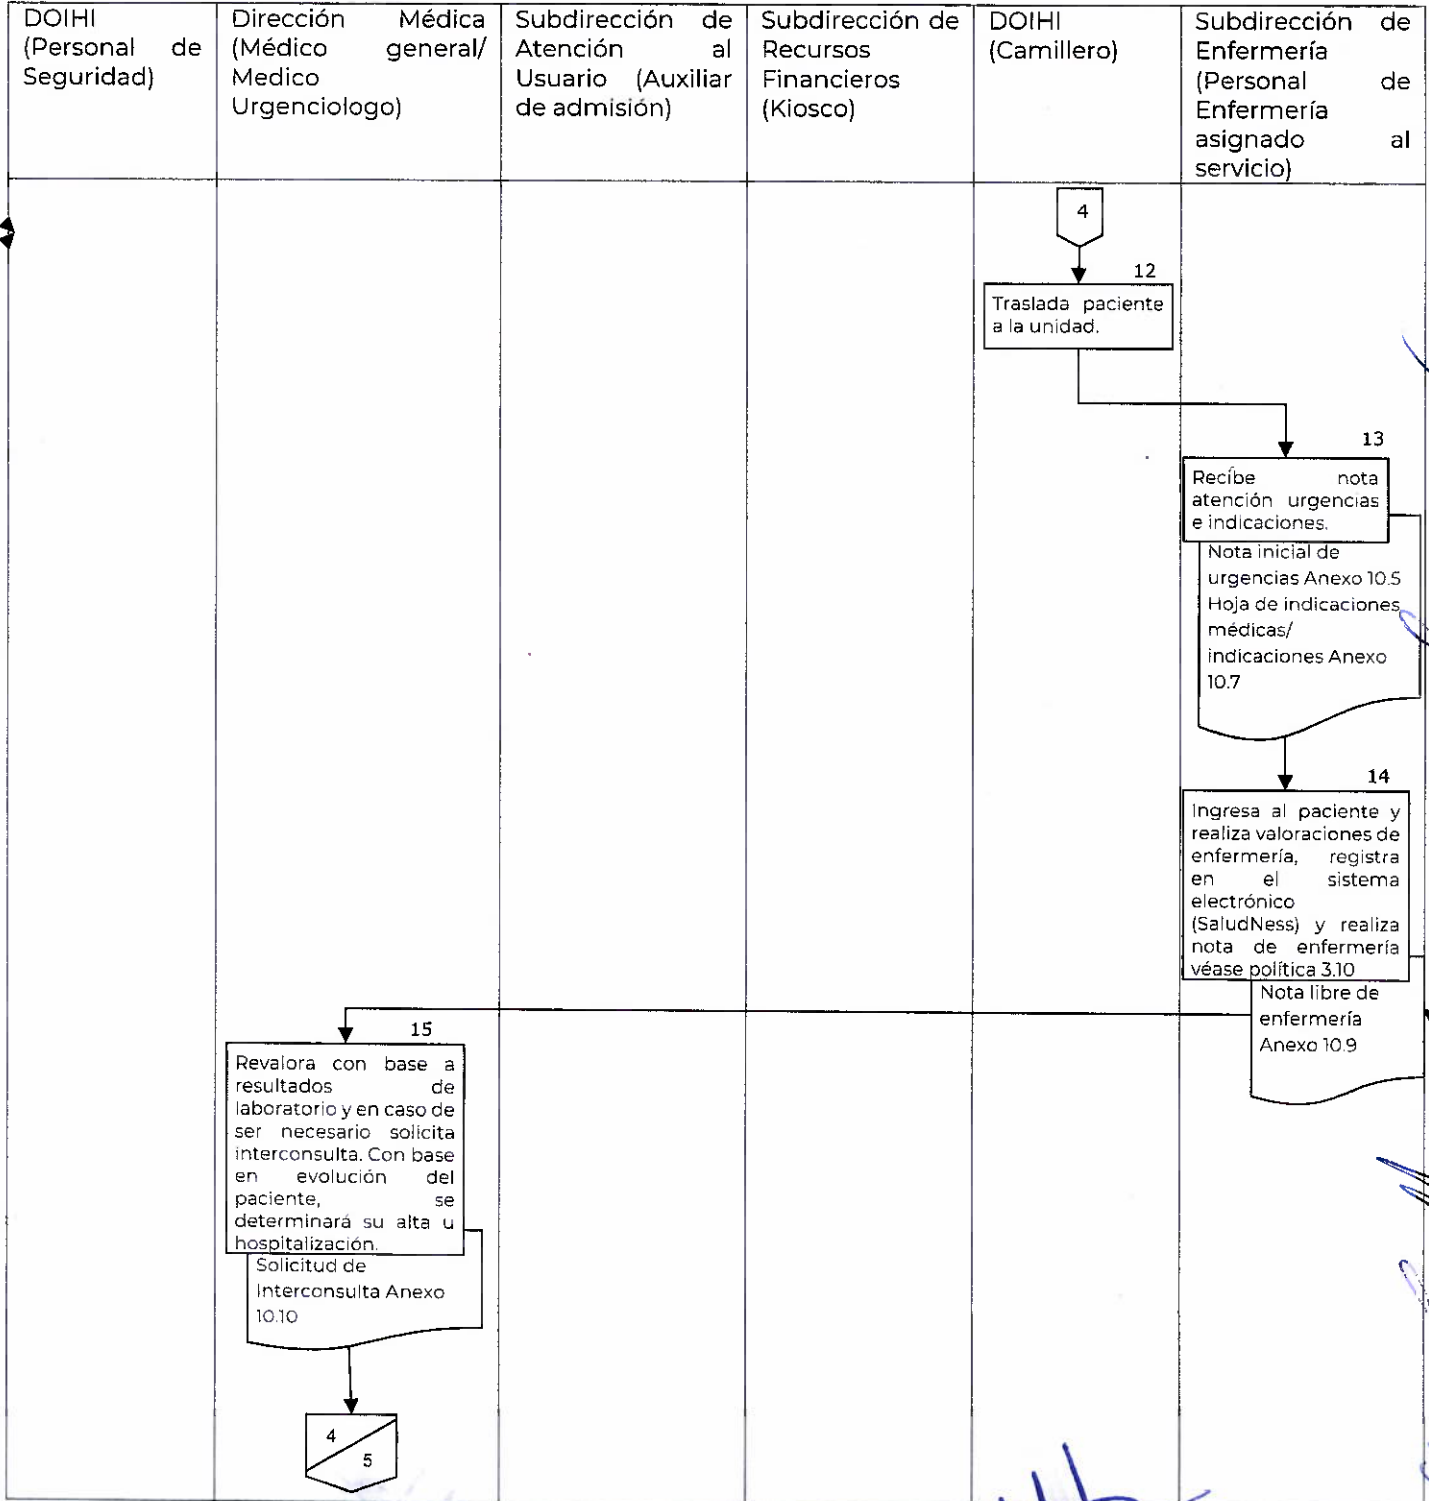 DOIHI
(Personal de
Seguridad)
Dirección Médica
(Médico general/
Medico
Urgenciologo)
Subdirección de
Atención al
Usuario (Auxiliar
de admisión)
Subdirección de
Recursos
Financieros
(Kiosco)
DOIHI
(Camillero)
Subdirección de
Enfermería
(Personal de
Enfermería
asignado al
servicio)
4
12
Traslada paciente
a la unidad.
13
Recibe nota
atención urgencias
e indicaciones.
Nota inicial de
urgencias Anexo 10.5
Hoja de indicaciones
médicas/
indicaciones Anexo
10.7
14
Ingresa al paciente y
realiza valoraciones de
enfermería, registra
en el sistema
electrónico
(SaludNess) y realiza
nota de enfermería
véase política 3.10
Nota libre de
enfermería
Anexo 10.9
15
Revalora con base a
resultados de
laboratorio y en caso de
ser necesario solicita
interconsulta. Con base
en evolución del
paciente, se
determinará su alta u
hospitalización.
Solicitud de
Interconsulta Anexo
10.10
4
5